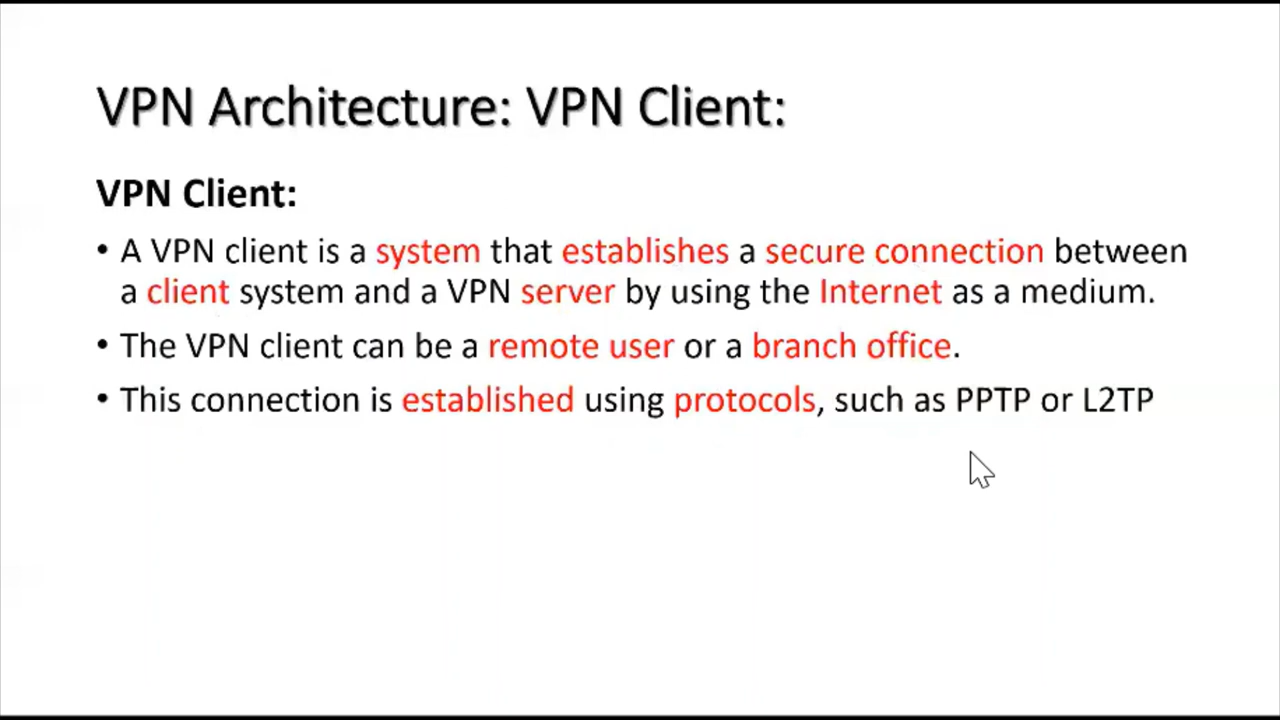 VPN Architecture: VPN Client:
VPN Client:
• A VPN client is a system that establishes a secure connection between
a client system and a VPN server by using the Internet as a medium.
• The VPN client can be a remote user or a branch office.
• This connection is established using protocols, such as PPTP or L2TP